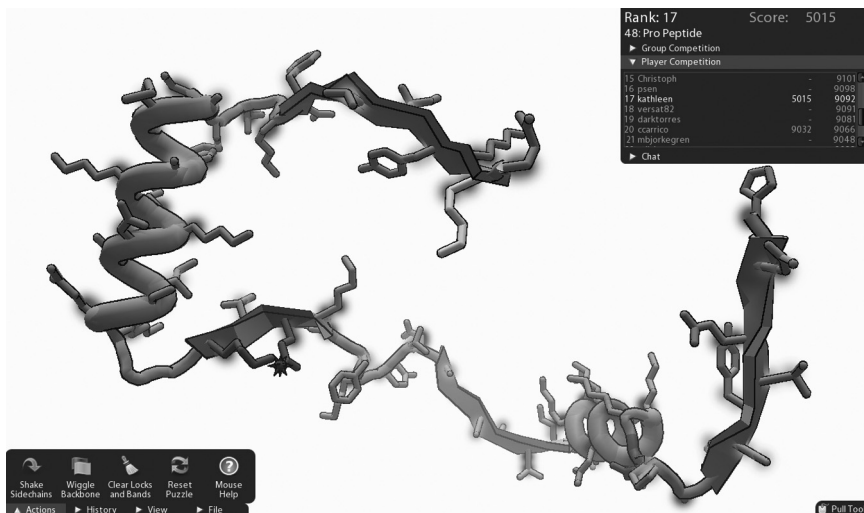 Rank: 17 Score: 5015
48: Pro Peptide
▶ Group Competition
▼ Player Competition
15 Christoph - 9101
16 psen - 9098
17 kathleen 5015 9092
18 versat82 - 9091
19 darktorres - 9081
20 ccarrico 9032 9066
21 mbjorkegren - 9048
▶ Chat
Shake Sidechains
Wiggle Backbone
Clear Locks and Bands
Reset Puzzle
Mouse Help
▲ Actions ▶ History ▶ View ▶ File
Pull Too